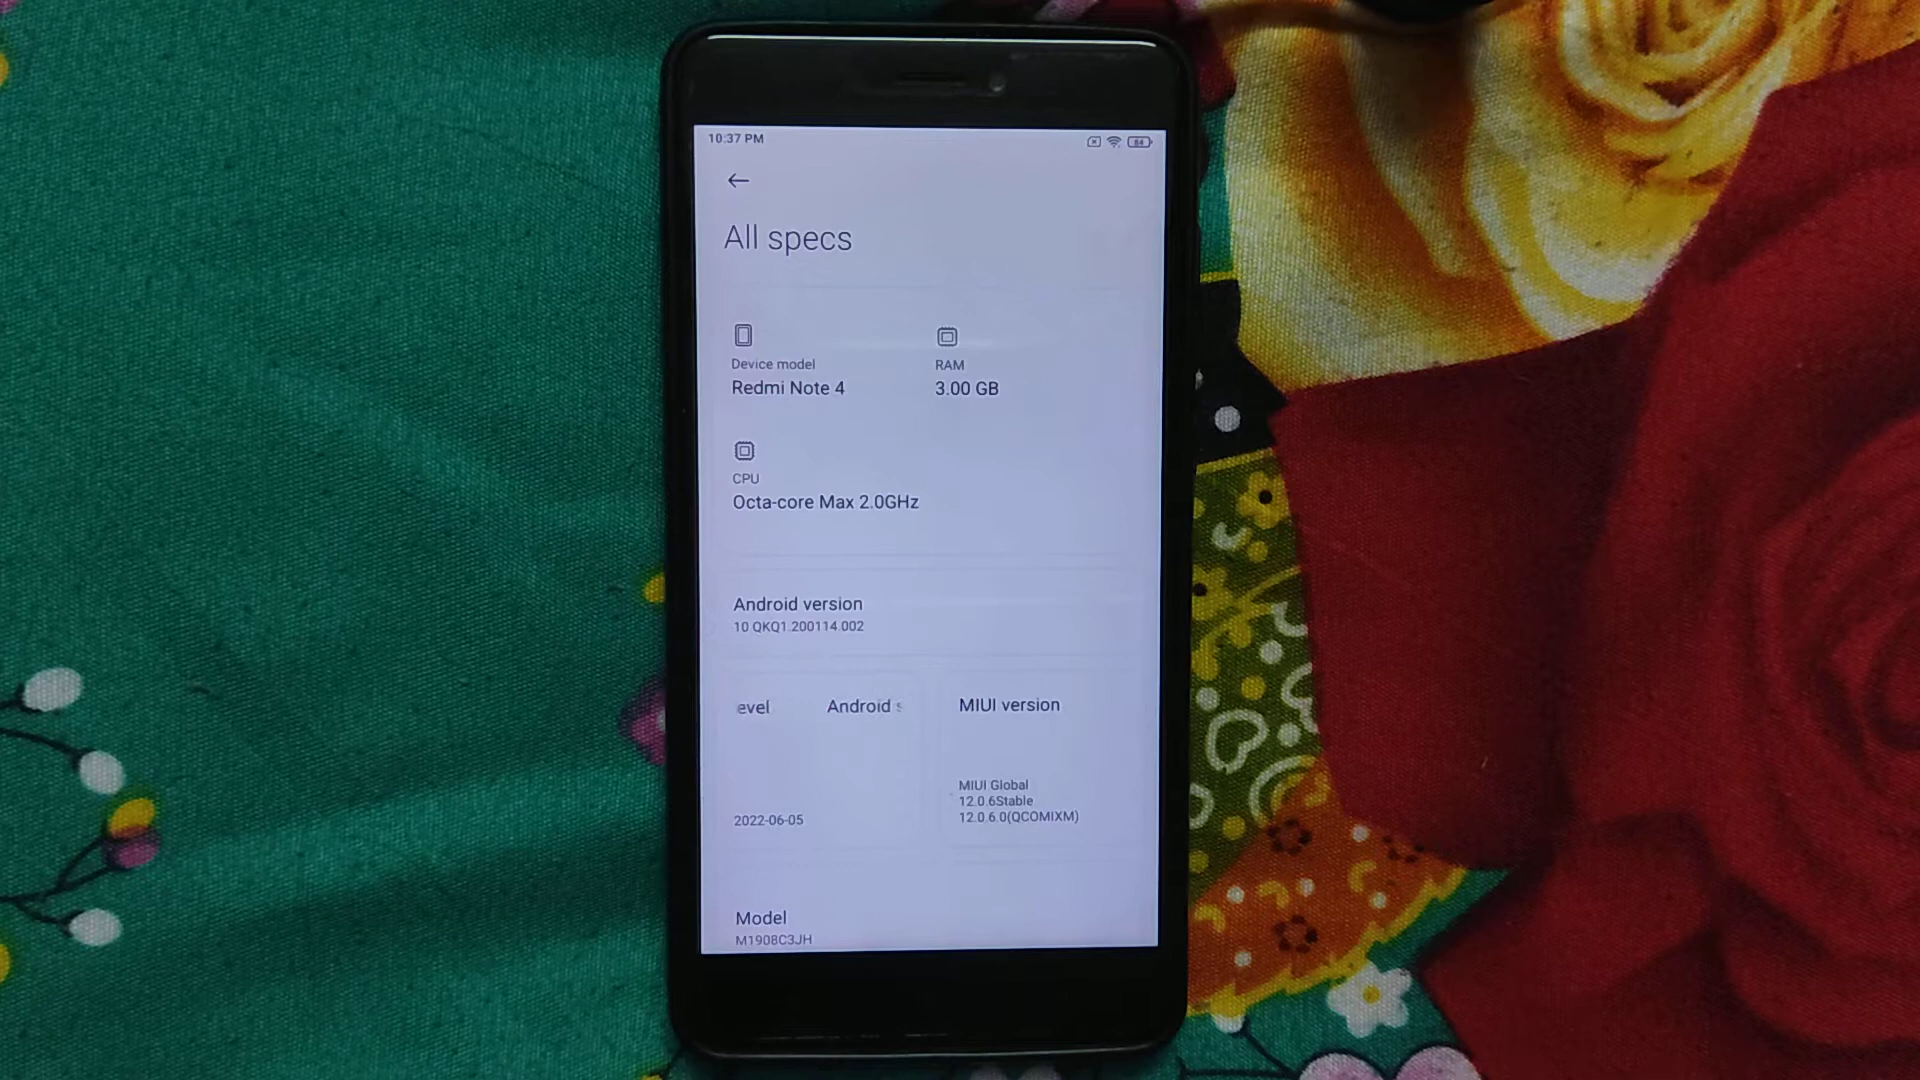 10:37 PM
84
All specs
Device model
Redmi Note 4
RAM
3.00 GB
CPU
Octa-core Max 2.0GHz
Android version
10 QKQ1.200114.002
evel
Android s
2022-06-05
MIUI version
MIUI Global
12.0.6Stable
12.0.6.0(QCOMIXM)
Model
M1908C3JH